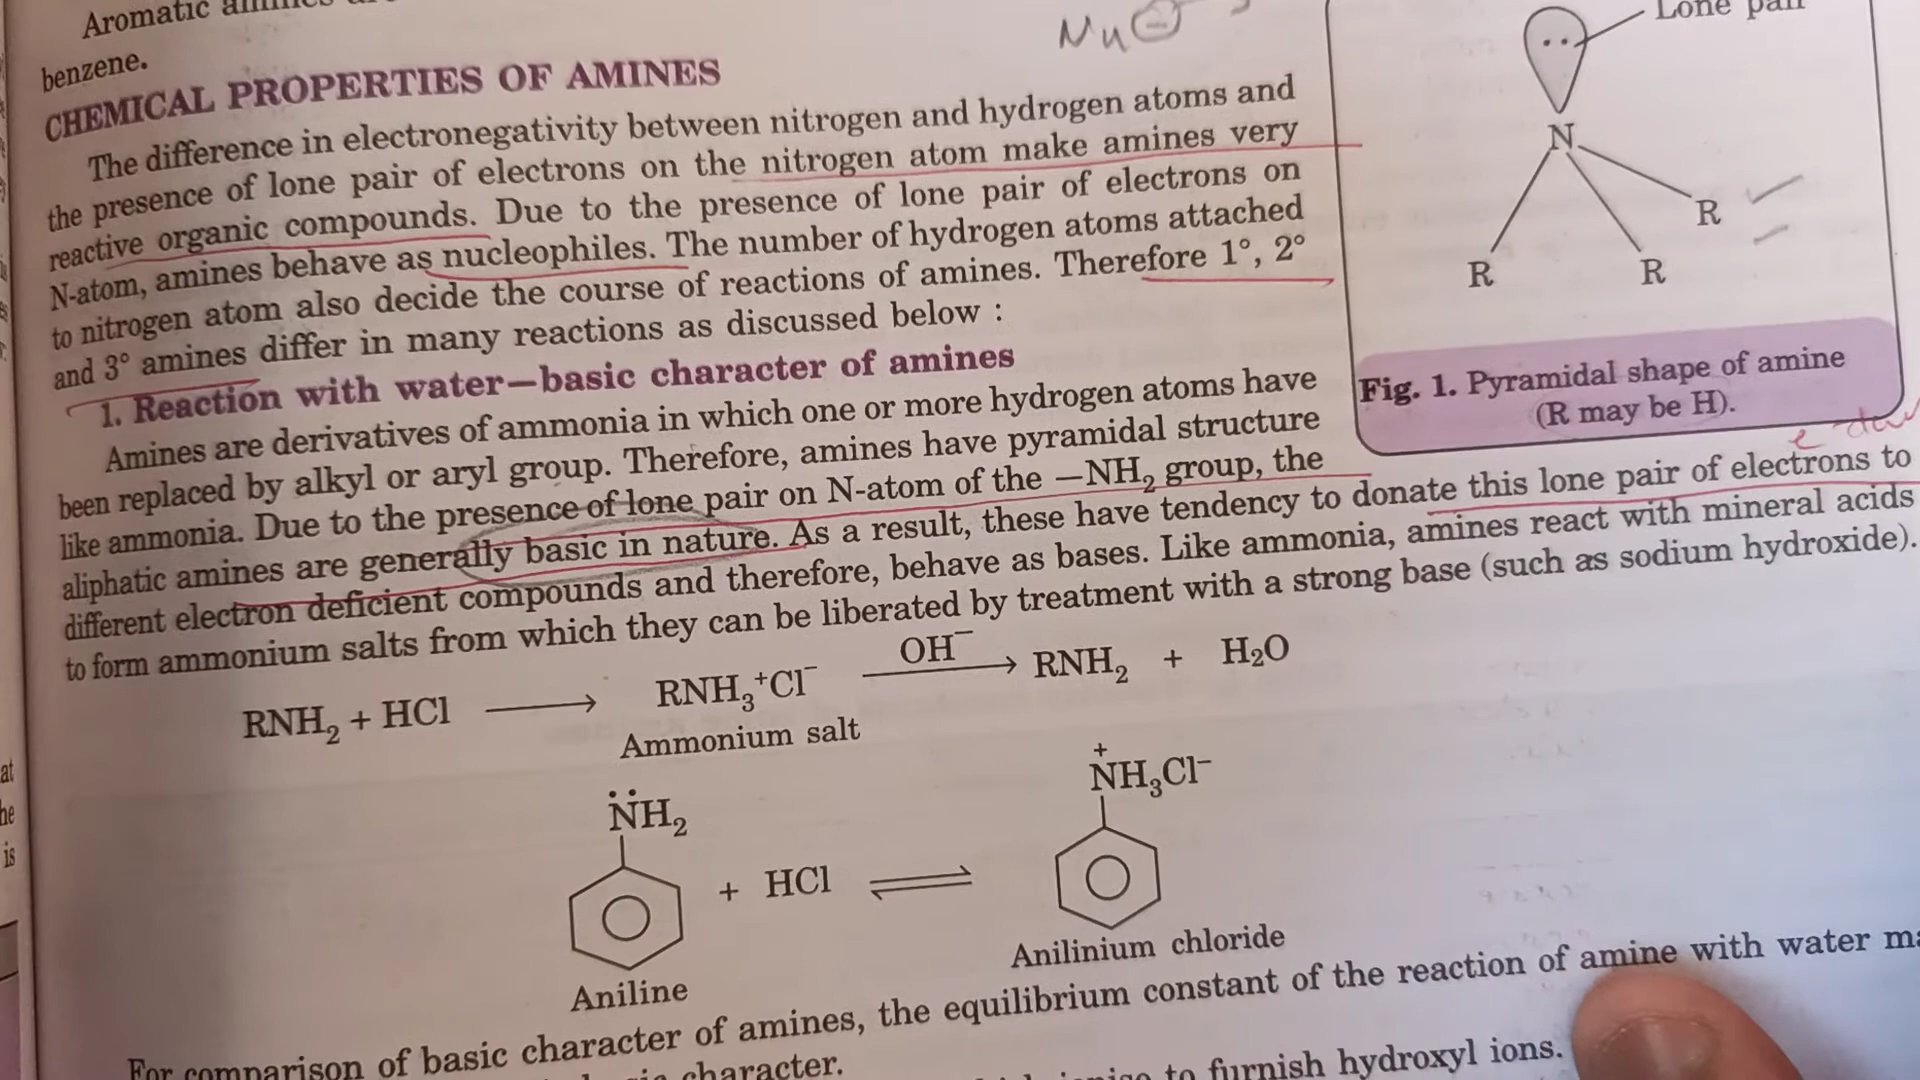 Aromatic
benzene.
Nu⊖
CHEMICAL PROPERTIES OF AMINES
The difference in electronegativity between nitrogen and hydrogen atoms and
the presence of lone pair of electrons on the nitrogen atom make amines very
reactive organic compounds. Due to the presence of lone pair of electrons on
N-atom, amines behave as nucleophiles. The number of hydrogen atoms attached
to nitrogen atom also decide the course of reactions of amines. Therefore 1°, 2°
and 3° amines differ in many reactions as discussed below :
Lone pair
N
R
R
R
Fig. 1. Pyramidal shape of amine
(R may be H).
1. Reaction with water—basic character of amines
Amines are derivatives of ammonia in which one or more hydrogen atoms have
been replaced by alkyl or aryl group. Therefore, amines have pyramidal structure
like ammonia. Due to the presence of lone pair on N-atom of the —NH₂ group, the
aliphatic amines are generally basic in nature. As a result, these have tendency to donate this lone pair of electrons to
different electron deficient compounds and therefore, behave as bases. Like ammonia, amines react with mineral acids
to form ammonium salts from which they can be liberated by treatment with a strong base (such as sodium hydroxide).
RNH₂ + HCl ⟶ RNH₃⁺Cl⁻ OH⁻ ⟶ RNH₂ + H₂O
Ammonium salt
N̈H₂ + HCl ⇌ N⁺H₃Cl⁻
Aniline
Anilinium chloride
For comparison of basic character of amines, the equilibrium constant of the reaction of amine with water
character.
to furnish hydroxyl ions.
at
he
is